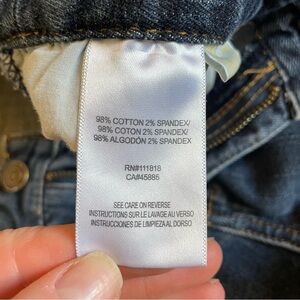 98% COTTON 2% SPANDEX/
98% COTON 2% SPANDEX/
98% ALGODÓN 2% SPANDEX
RN#111818
CA#45885
SEE CARE ON REVERSE
INSTRUCTIONS SUR LE LAVAGE AU VERSO
INSTRUCCIONES DE LIMPIEZA AL DORSO